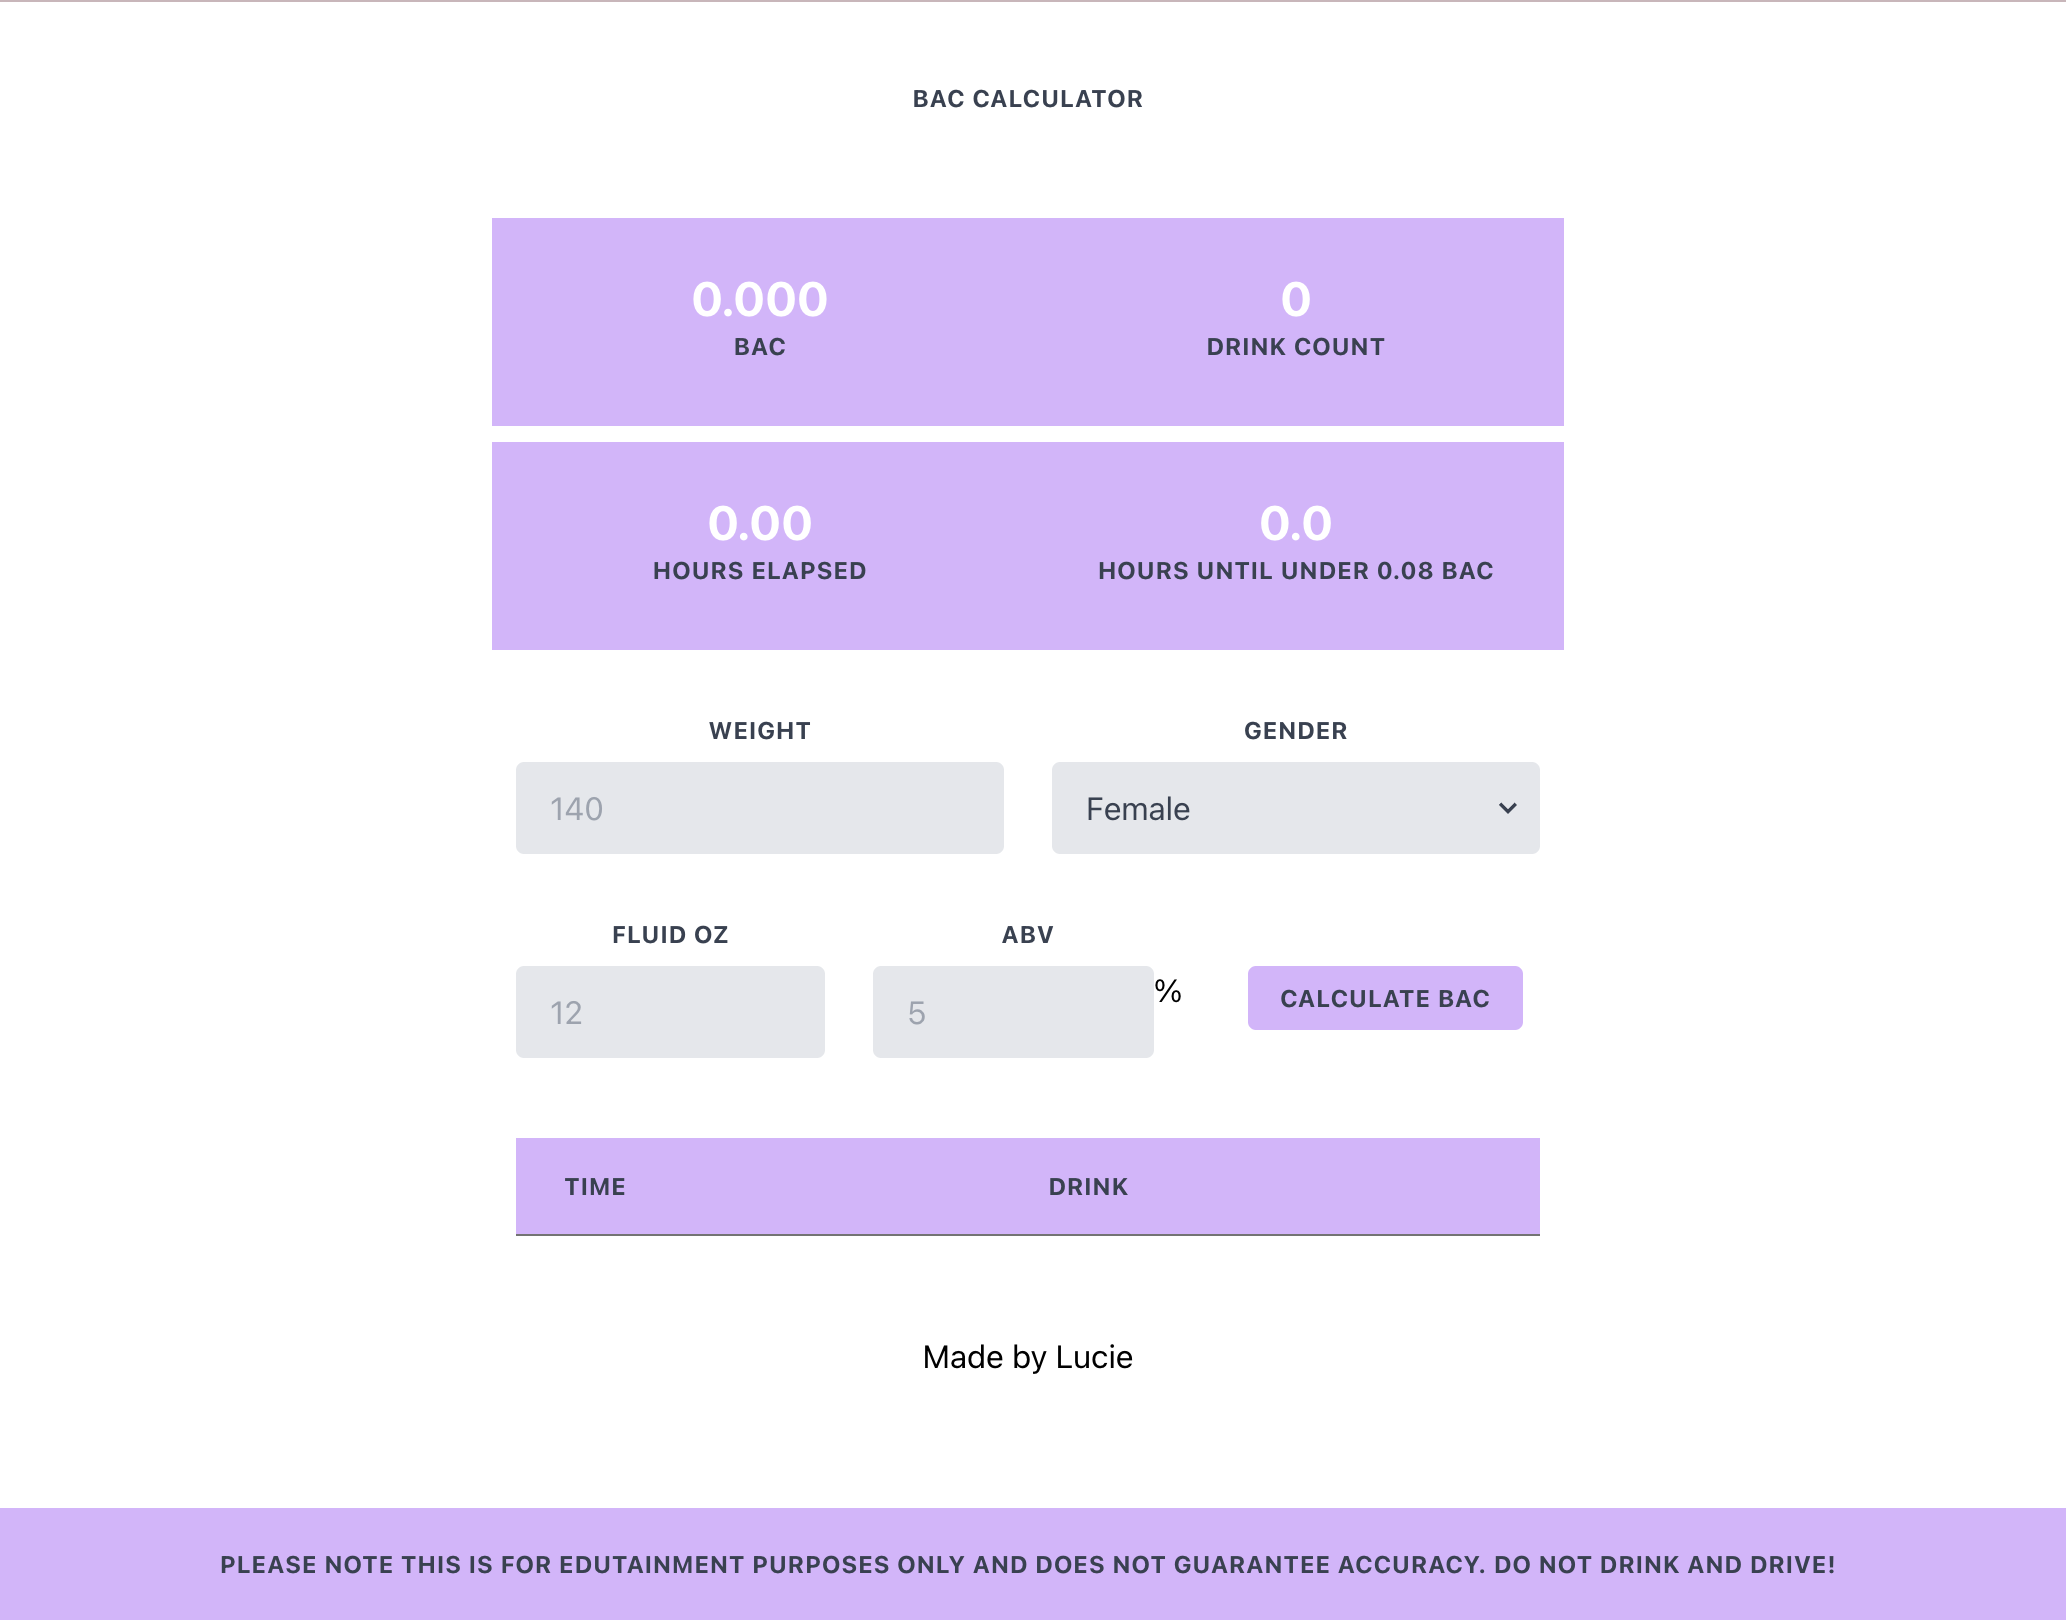 BAC CALCULATOR
0.000 0
BAC DRINK COUNT
0.00 0.0
HOURS ELAPSED HOURS UNTIL UNDER 0.08 BAC
WEIGHT GENDER
140 Female
FLUID OZ ABV
12 5 % CALCULATE BAC
TIME DRINK
Made by Lucie
PLEASE NOTE THIS IS FOR EDUTAINMENT PURPOSES ONLY AND DOES NOT GUARANTEE ACCURACY. DO NOT DRINK AND DRIVE!